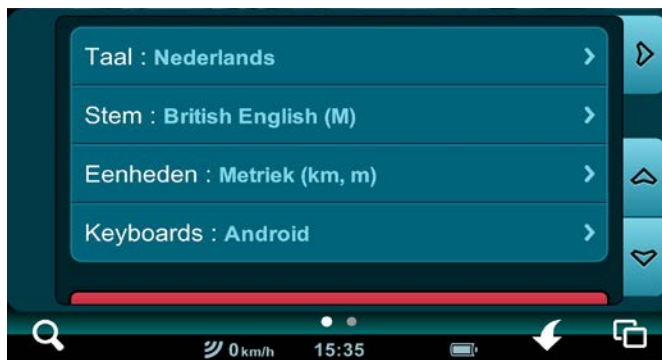 Taal : Nederlands
Stem : British English (M)
Eenheden : Metriek (km, m)
Keyboards : Android
0 km/h 15:35